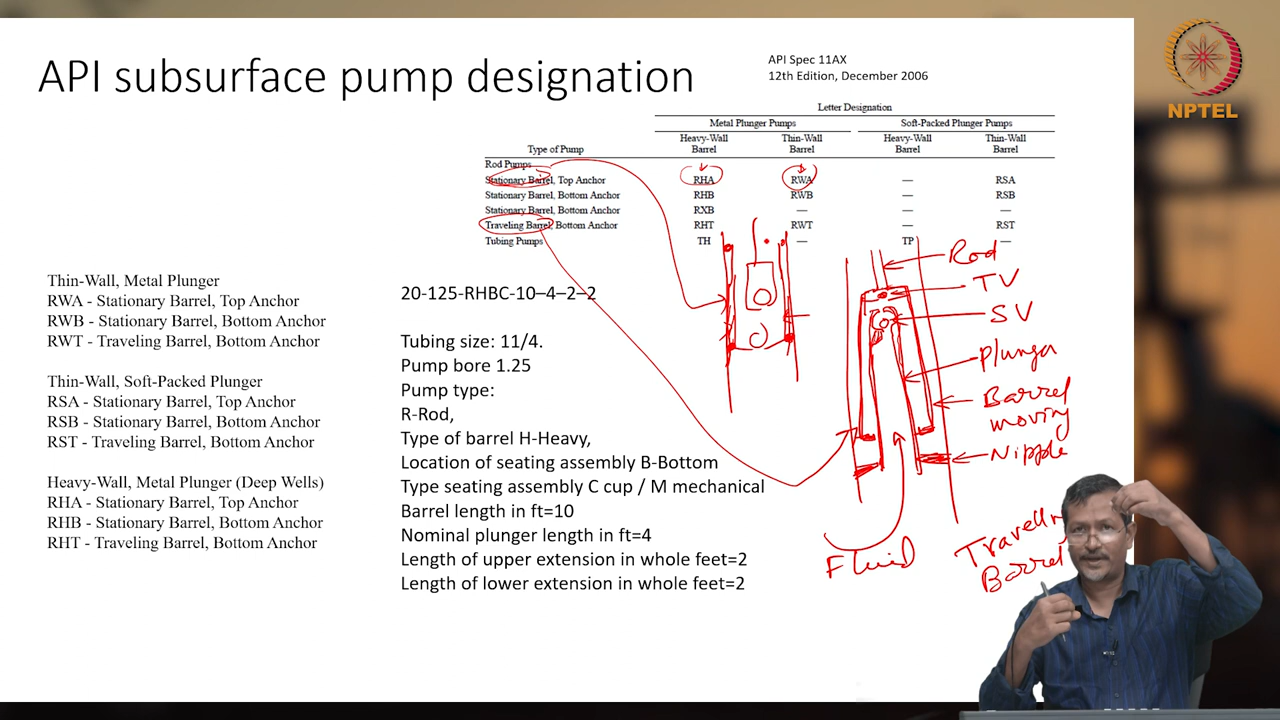 API subsurface pump designation
API Spec 11AX
12th Edition, December 2006
NPTEL
Letter Designation
Metal Plunger Pumps Soft-Packed Plunger Pumps
Type of Pump Heavy-Wall Barrel Thin-Wall Barrel Heavy-Wall Barrel Thin-Wall Barrel
Rod Pumps
Stationary Barrel, Top Anchor RHA RWA — RSA
Stationary Barrel, Bottom Anchor RHB RWB — RSB
Stationary Barrel, Bottom Anchor RXB — — —
Traveling Barrel, Bottom Anchor RHT RWT — RST
Tubing Pumps TH — TP —
Thin-Wall, Metal Plunger
RWA - Stationary Barrel, Top Anchor
RWB - Stationary Barrel, Bottom Anchor
RWT - Traveling Barrel, Bottom Anchor
Thin-Wall, Soft-Packed Plunger
RSA - Stationary Barrel, Top Anchor
RSB - Stationary Barrel, Bottom Anchor
RST - Traveling Barrel, Bottom Anchor
Heavy-Wall, Metal Plunger (Deep Wells)
RHA - Stationary Barrel, Top Anchor
RHB - Stationary Barrel, Bottom Anchor
RHT - Traveling Barrel, Bottom Anchor
20-125-RHBC-10–4–2–2
Tubing size: 11/4.
Pump bore 1.25
Pump type:
R-Rod,
Type of barrel H-Heavy,
Location of seating assembly B-Bottom
Type seating assembly C cup / M mechanical
Barrel length in ft=10
Nominal plunger length in ft=4
Length of upper extension in whole feet=2
Length of lower extension in whole feet=2
Rod
TV
SV
Plunger
Barrel
moving
Nipple
Fluid
Barrel